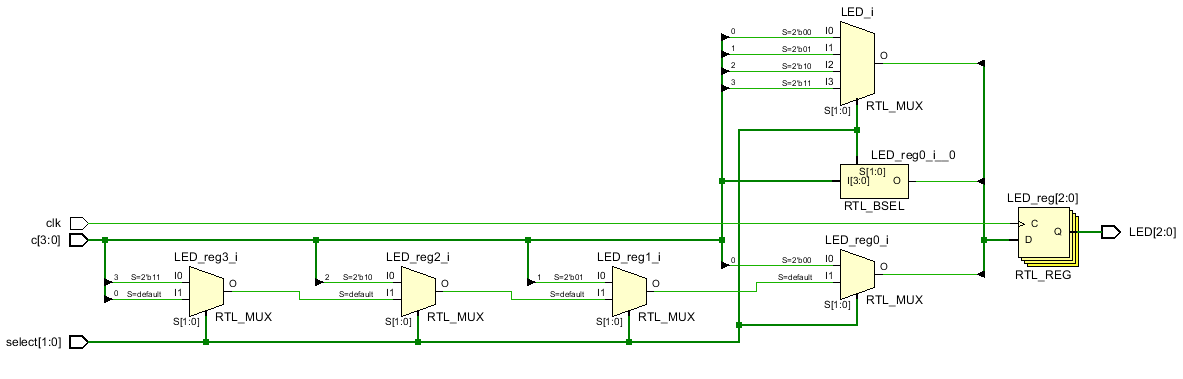 LED_i
0 S=2'b00 I0
1 S=2'b01 I1
O
2 S=2'b10 I2
3 S=2'b11 I3
S[1:0] RTL_MUX
LED_reg0_i__0
S[1:0]
I[3:0] O
RTL_BSEL
LED_reg[2:0]
clk
C
Q
LED[2:0]
c[3:0]
D
RTL_REG
LED_reg3_i
3 S=2'b11 I0
O
0 S=default I1
S[1:0] RTL_MUX
LED_reg2_i
2 S=2'b10 I0
O
S=default I1
S[1:0] RTL_MUX
LED_reg1_i
1 S=2'b01 I0
O
S=default I1
S[1:0] RTL_MUX
LED_reg0_i
0 S=2'b00 I0
O
S=default I1
S[1:0] RTL_MUX
select[1:0]